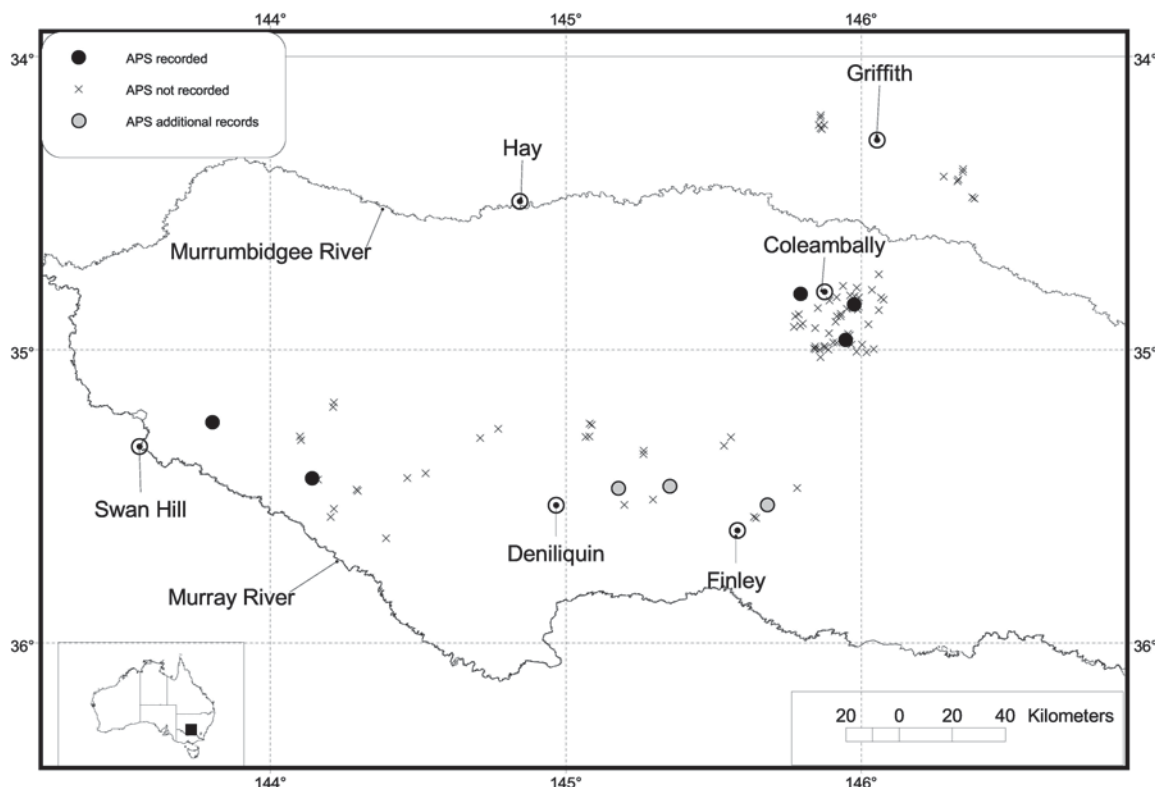 144° 145° 146°
34° 34°
APS recorded
APS not recorded
APS additional records
Griffith
Hay
Murrumbidgee River
Coleambally
35° 35°
Swan Hill
Deniliquin
Finley
Murray River
36° 36°
20 0 20 40 Kilometers
144° 145° 146°